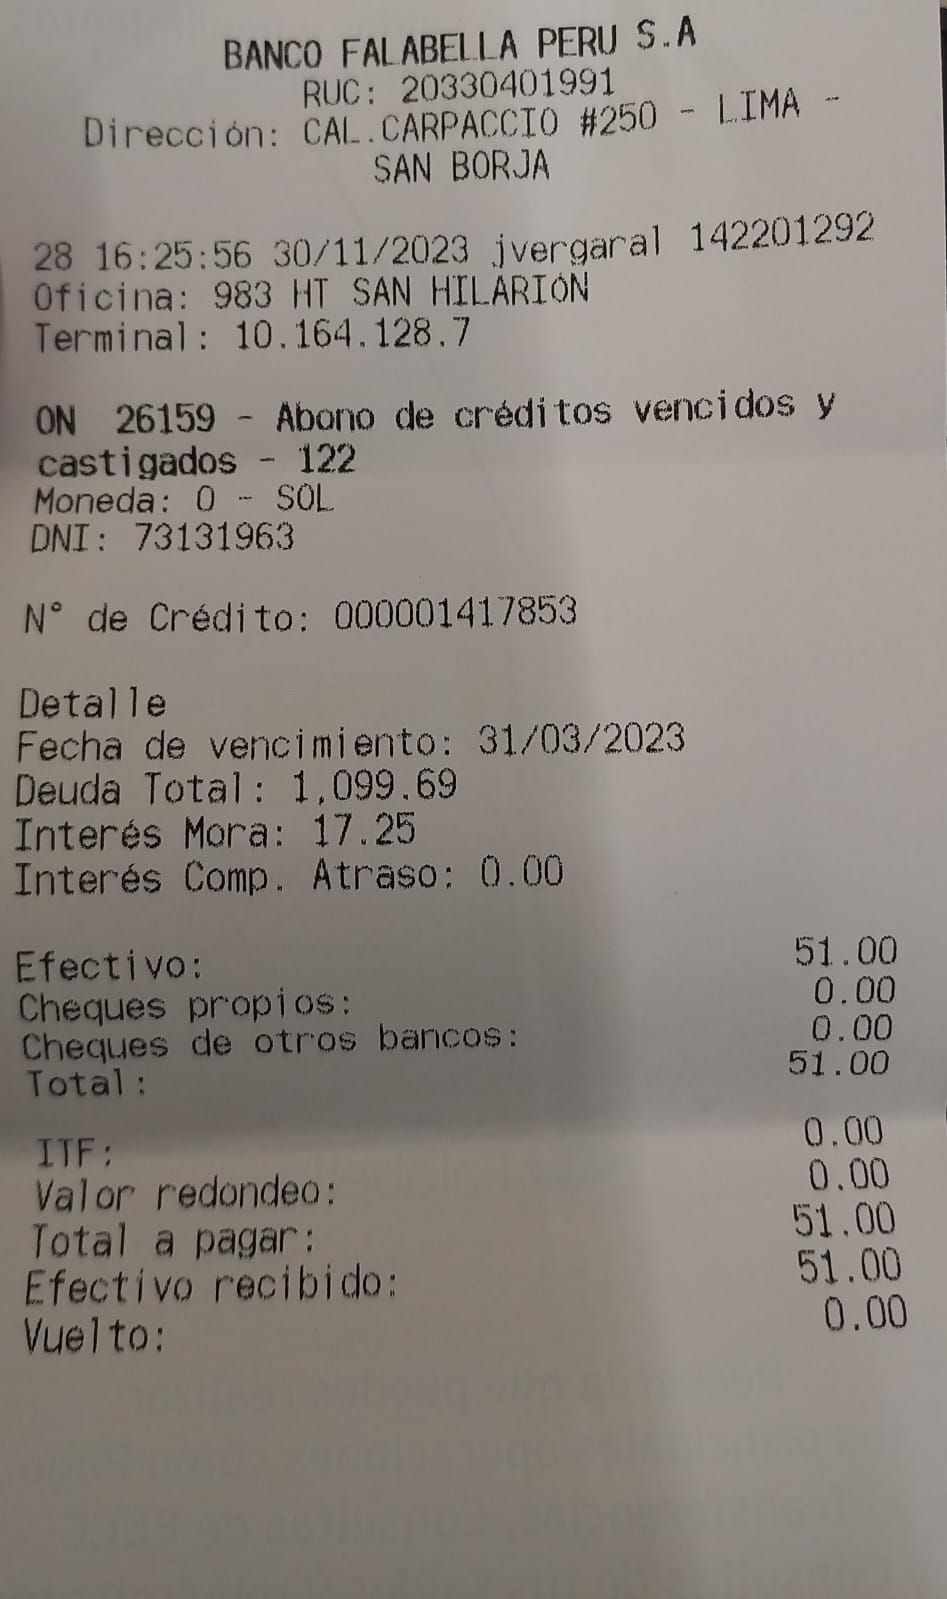 BANCO FALABELLA PERU S.A
RUC: 20330401991
Dirección: CAL.CARPACCIO #250 - LIMA -
SAN BORJA
28 16:25:56 30/11/2023 jvergaral 142201292
Oficina: 983 HT SAN HILARIÓN
Terminal: 10.164.128.7
ON 26159 - Abono de créditos vencidos y
castigados - 122
Moneda: 0 - SOL
DNI: 73131963
N° de Crédito: 000001417853
Detalle
Fecha de vencimiento: 31/03/2023
Deuda Total: 1,099.69
Interés Mora: 17.25
Interés Comp. Atraso: 0.00
Efectivo: 51.00
Cheques propios: 0.00
Cheques de otros bancos: 0.00
Total: 51.00
ITF: 0.00
Valor redondeo: 0.00
Total a pagar: 51.00
Efectivo recibido: 51.00
Vuelto: 0.00